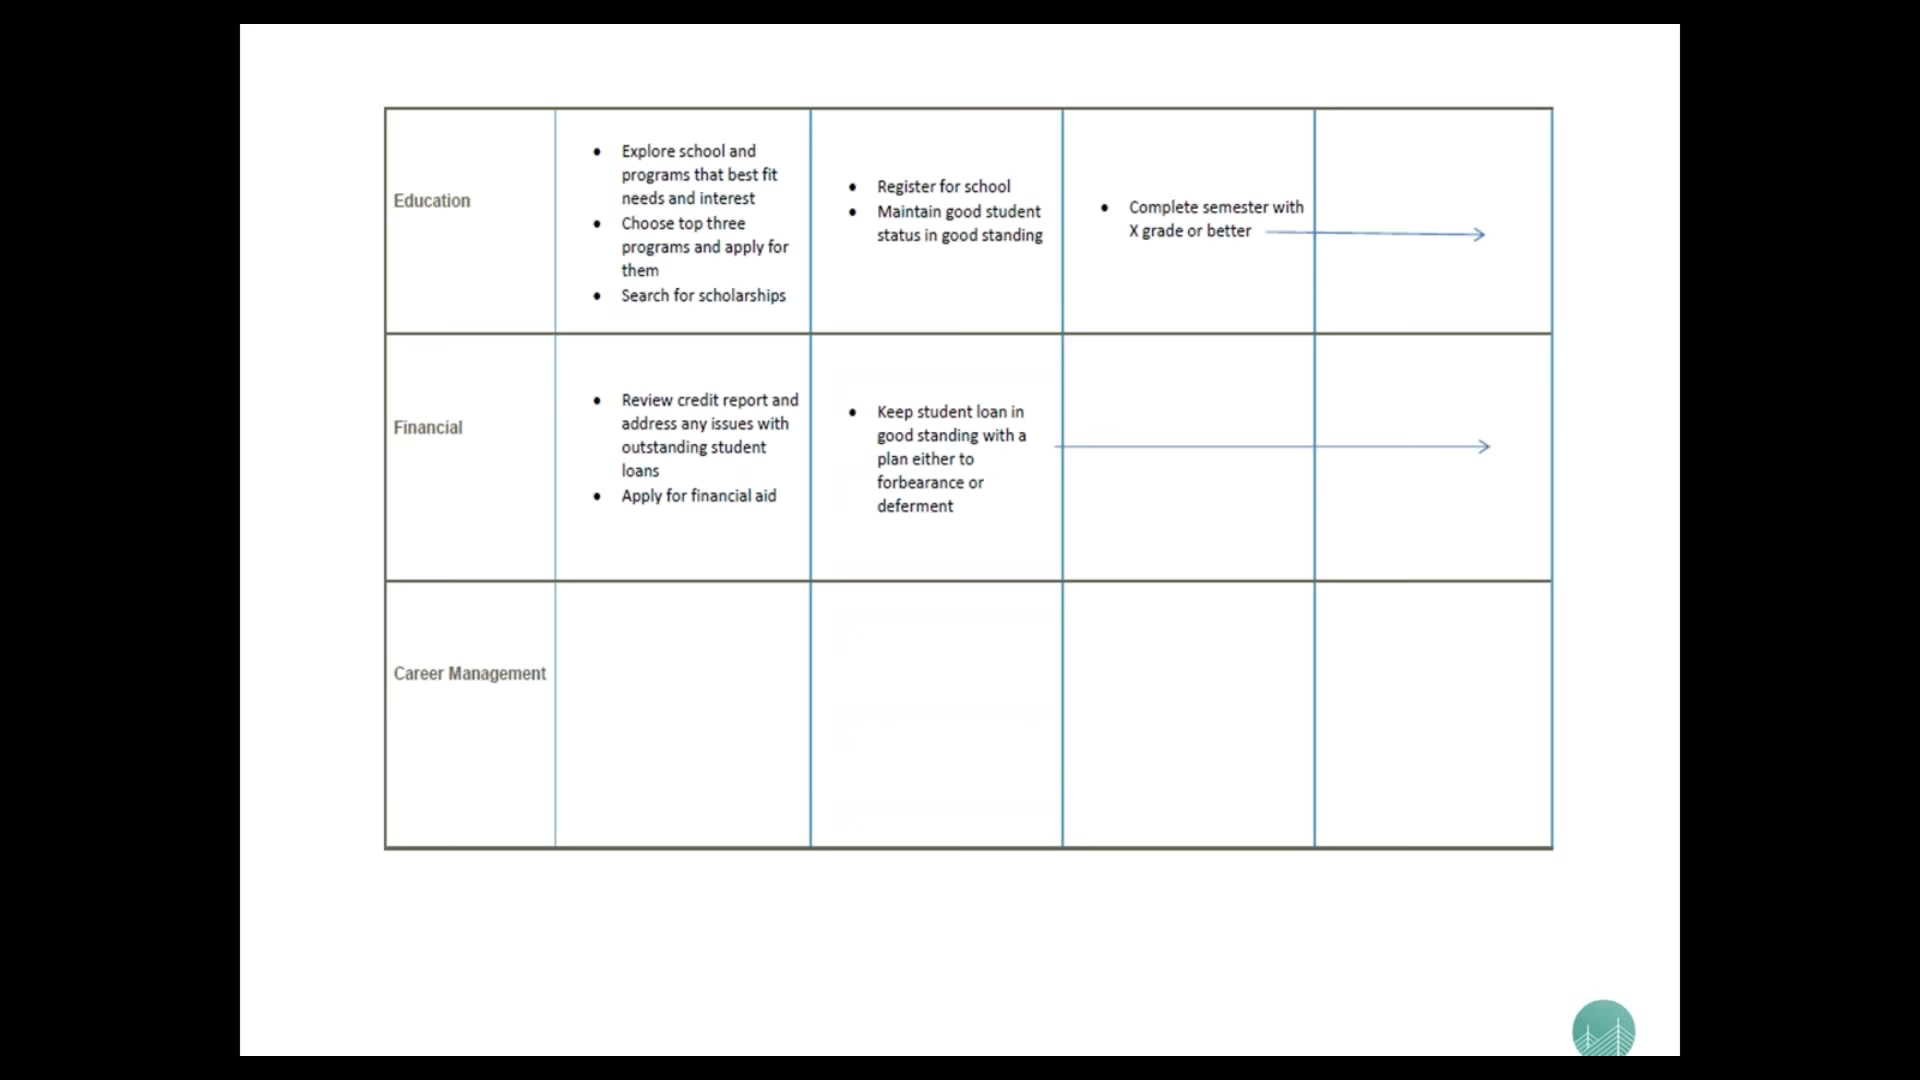 Education
• Explore school and
programs that best fit
needs and interest
• Choose top three
programs and apply for
them
• Search for scholarships
• Register for school
• Maintain good student
status in good standing
• Complete semester with
X grade or better
Financial
• Review credit report and
address any issues with
outstanding student
loans
• Apply for financial aid
• Keep student loan in
good standing with a
plan either to
forbearance or
deferment
Career Management